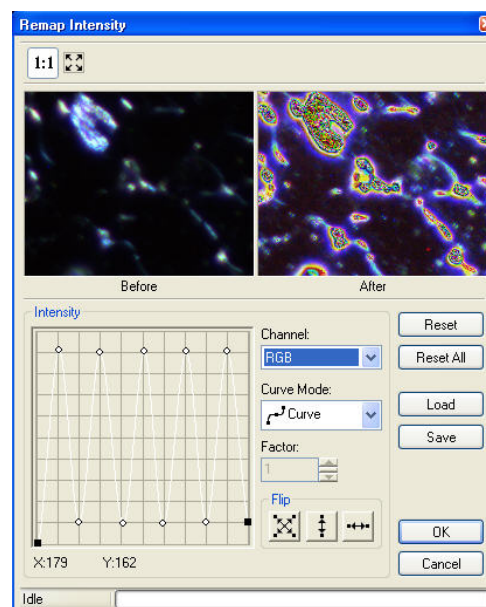 Remap Intensity
1:1
Before
After
Intensity
Channel:
RGB
Curve Mode:
Curve
Factor:
1
Flip
X:179 Y:162
Reset
Reset All
Load
Save
OK
Cancel
Idle